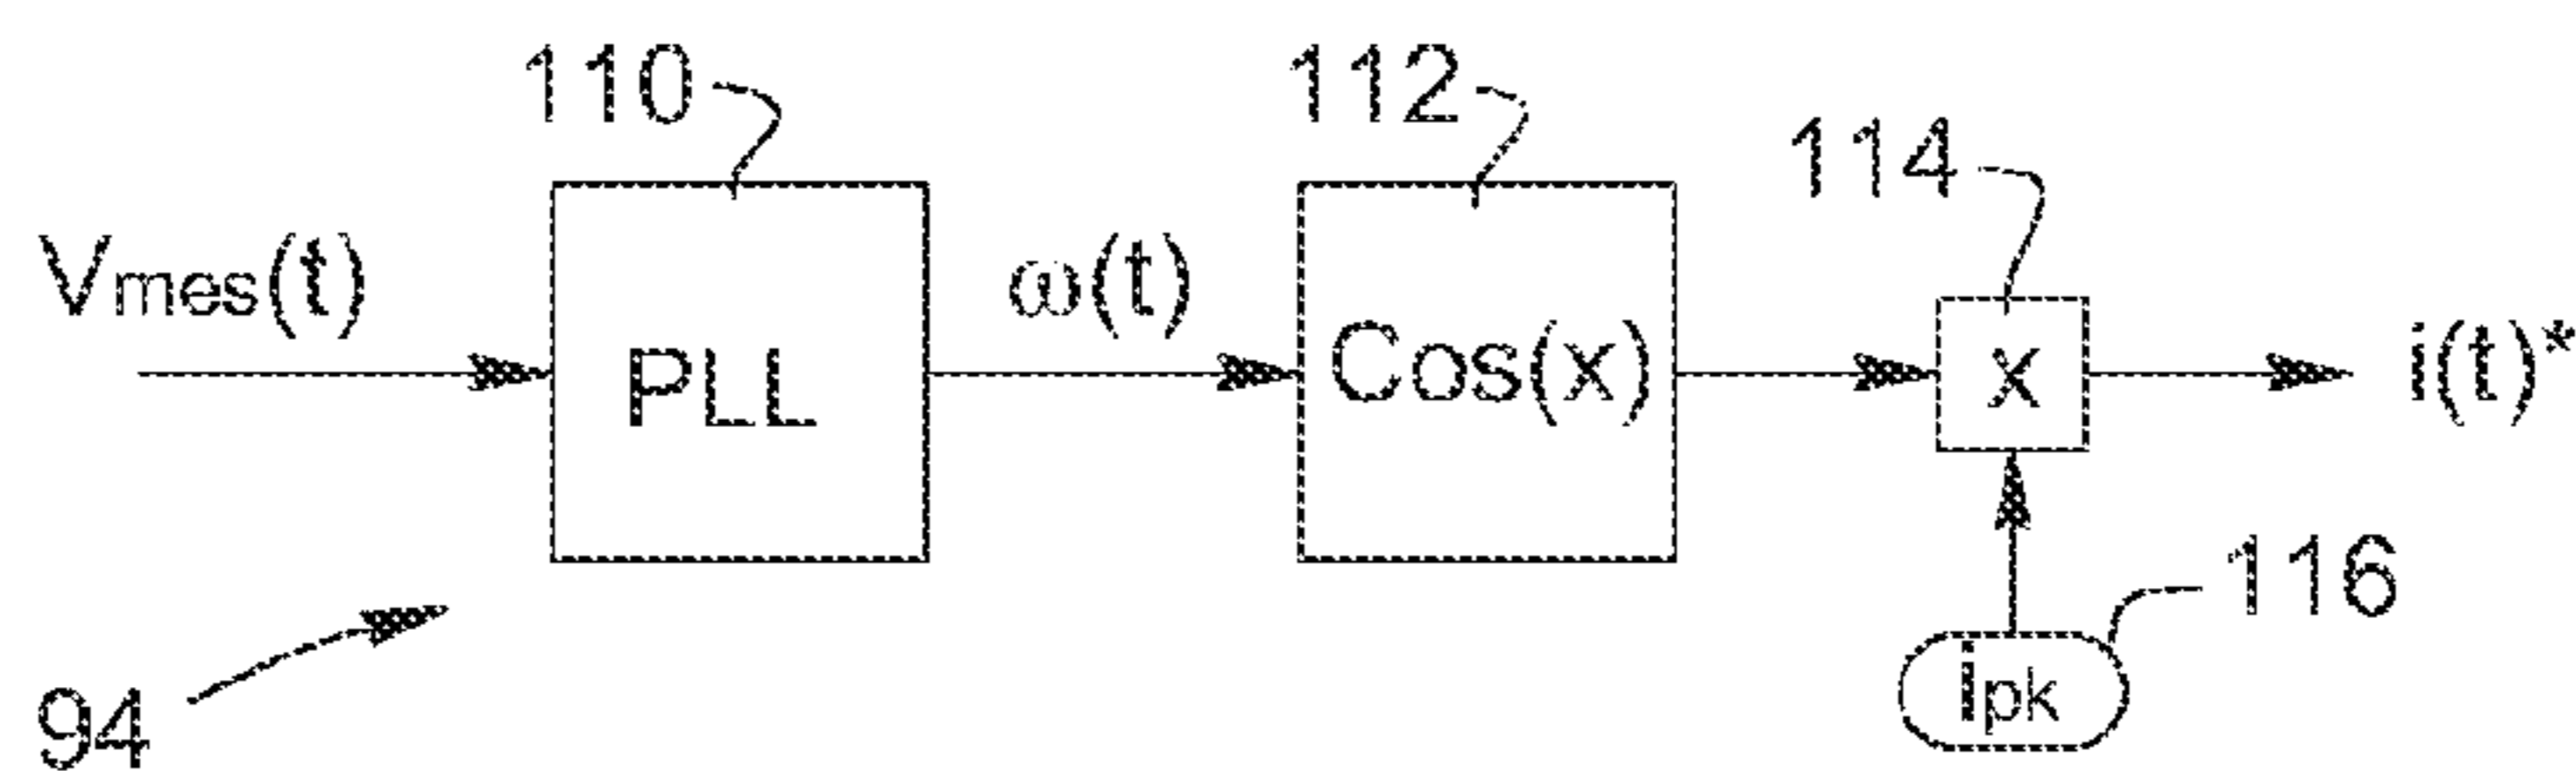 110
112
114
Vmes(t)
ω(t)
PLL
Cos(x)
x
i(t)*
116
Ipk
94